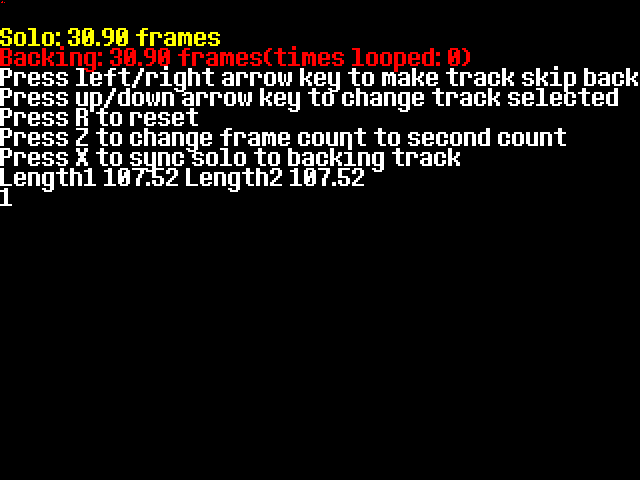 Solo: 30.90 frames
Backing: 30.90 frames(times looped: 0)
Press left/right arrow key to make track skip back
Press up/down arrow key to change track selected
Press R to reset
Press Z to change frame count to second count
Press X to sync solo to backing track
Length1 107.52 Length2 107.52
1